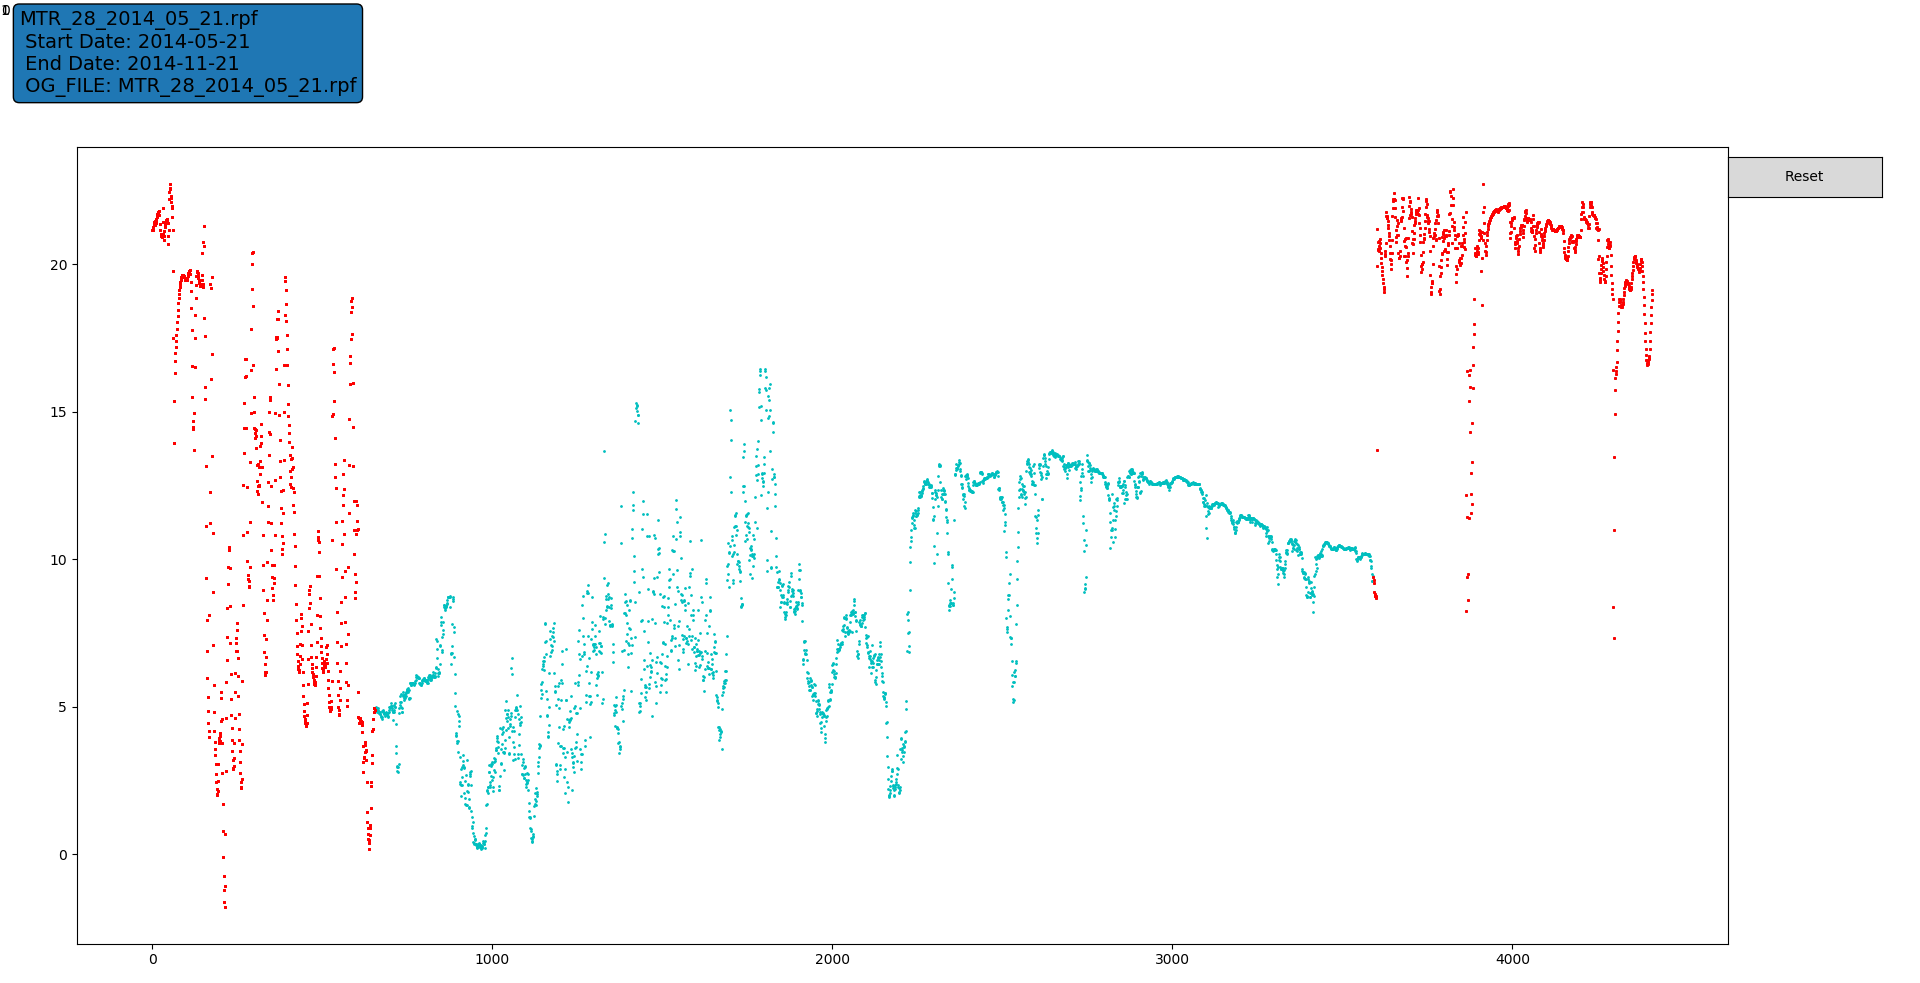 MTR_28_2014_05_21.rpf
Start Date: 2014-05-21
End Date: 2014-11-21
OG_FILE: MTR_28_2014_05_21.rpf
Reset
20
15
10
5
0
0 1000 2000 3000 4000